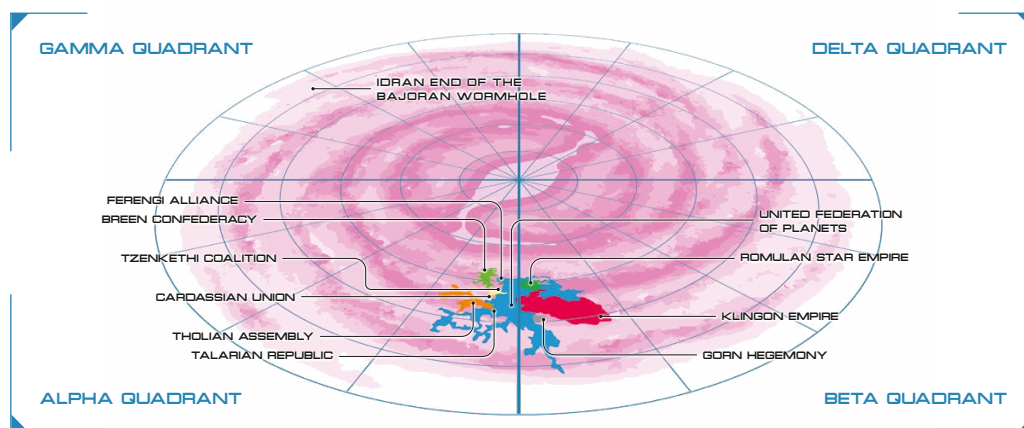 GAMMA QUADRANT
DELTA QUADRANT
IDRAN END OF THE
BAJORAN WORMHOLE
FERENGI ALLIANCE
BREEN CONFEDERACY
UNITED FEDERATION
OF PLANETS
TZENKETHI COALITION
ROMULAN STAR EMPIRE
CARDASSIAN UNION
KLINGON EMPIRE
THOLIAN ASSEMBLY
TALARIAN REPUBLIC
GORN HEGEMONY
ALPHA QUADRANT
BETA QUADRANT